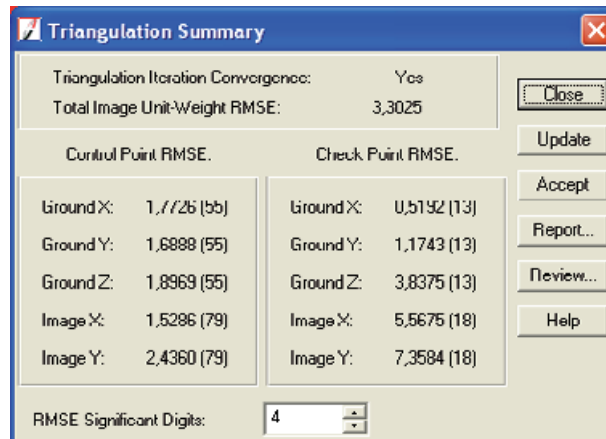 Triangulation Summary
Triangulation Iteration Convergence: Yes
Total Image Unit-Weight RMSE: 3,3025
Control Point RMSE.
Ground X: 1,7726 (55)
Ground Y: 1,6888 (55)
Ground Z: 1,8969 (55)
Image X: 1,5286 (79)
Image Y: 2,4360 (79)
Check Point RMSE.
Ground X: 0,5192 (13)
Ground Y: 1,1743 (13)
Ground Z: 3,8375 (13)
Image X: 5,5675 (18)
Image Y: 7,3584 (18)
RMSE Significant Digits: 4
Close
Update
Accept
Report...
Review...
Help